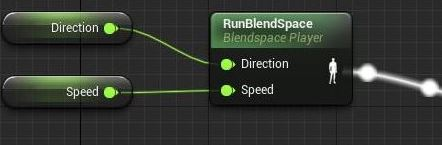 Direction
Speed
RunBlendSpace
Blendspace Player
Direction
Speed